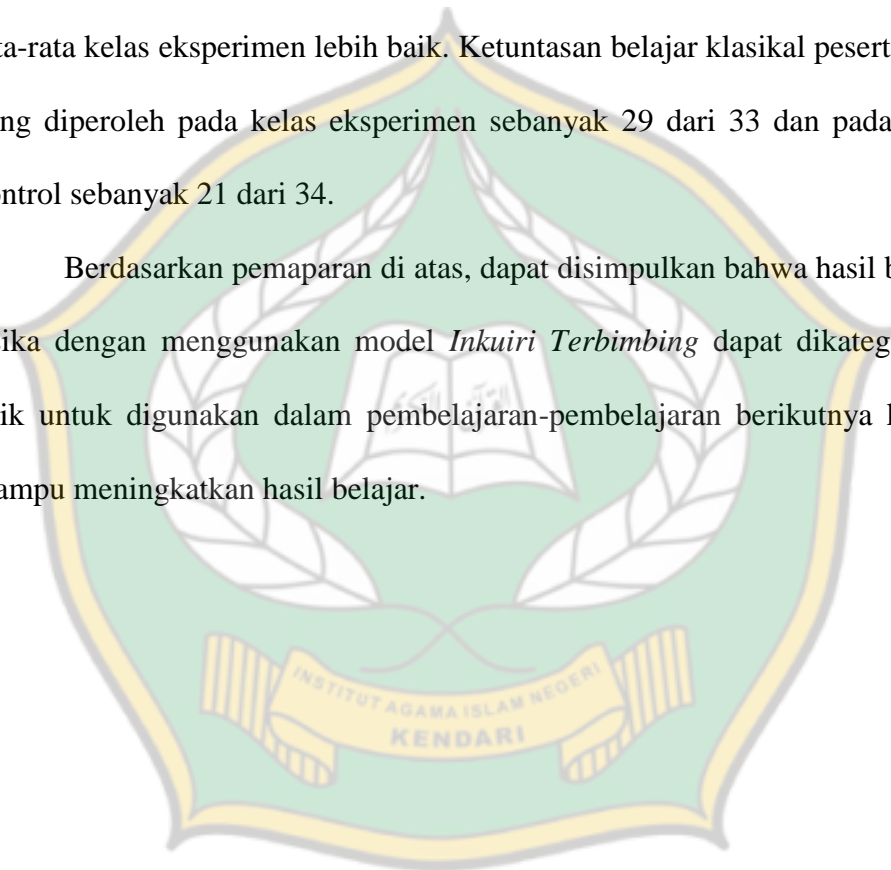 ta-rata kelas eksperimen lebih baik. Ketuntasan belajar klasikal pesert
ng diperoleh pada kelas eksperimen sebanyak 29 dari 33 dan pada
ontrol sebanyak 21 dari 34.
Berdasarkan pemaparan di atas, dapat disimpulkan bahwa hasil b
ika dengan menggunakan model Inkuiri Terbimbing dapat dikateg
ik untuk digunakan dalam pembelajaran-pembelajaran berikutnya
ampu meningkatkan hasil belajar.
INSTITUT AGAMA ISLAM NEGERI
KENDARI